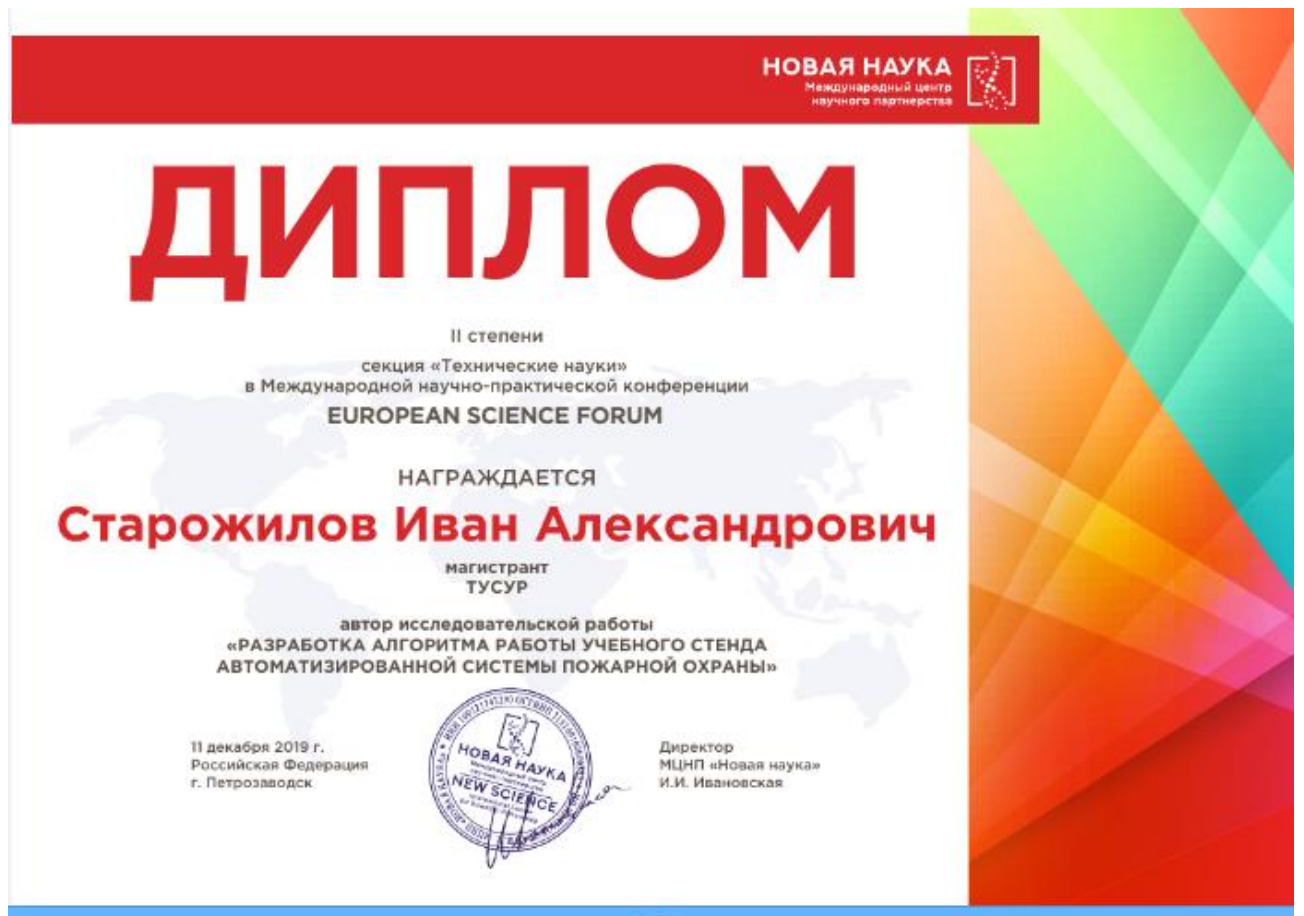 НОВАЯ НАУКА
Международный центр
научного партнерства
ДИПЛОМ
II степени
секция «Технические науки»
в Международной научно-практической конференции
EUROPEAN SCIENCE FORUM
НАГРАЖДАЕТСЯ
Старожилов Иван Александрович
магистрант
ТУСУР
автор исследовательской работы
«РАЗРАБОТКА АЛГОРИТМА РАБОТЫ УЧЕБНОГО СТЕНДА
АВТОМАТИЗИРОВАННОЙ СИСТЕМЫ ПОЖАРНОЙ ОХРАНЫ»
11 декабря 2019 г.
Российская Федерация
г. Петрозаводск
НОВАЯ НАУКА
NEW SCIENCE
Директор
МЦНП «Новая наука»
И.И. Ивановская